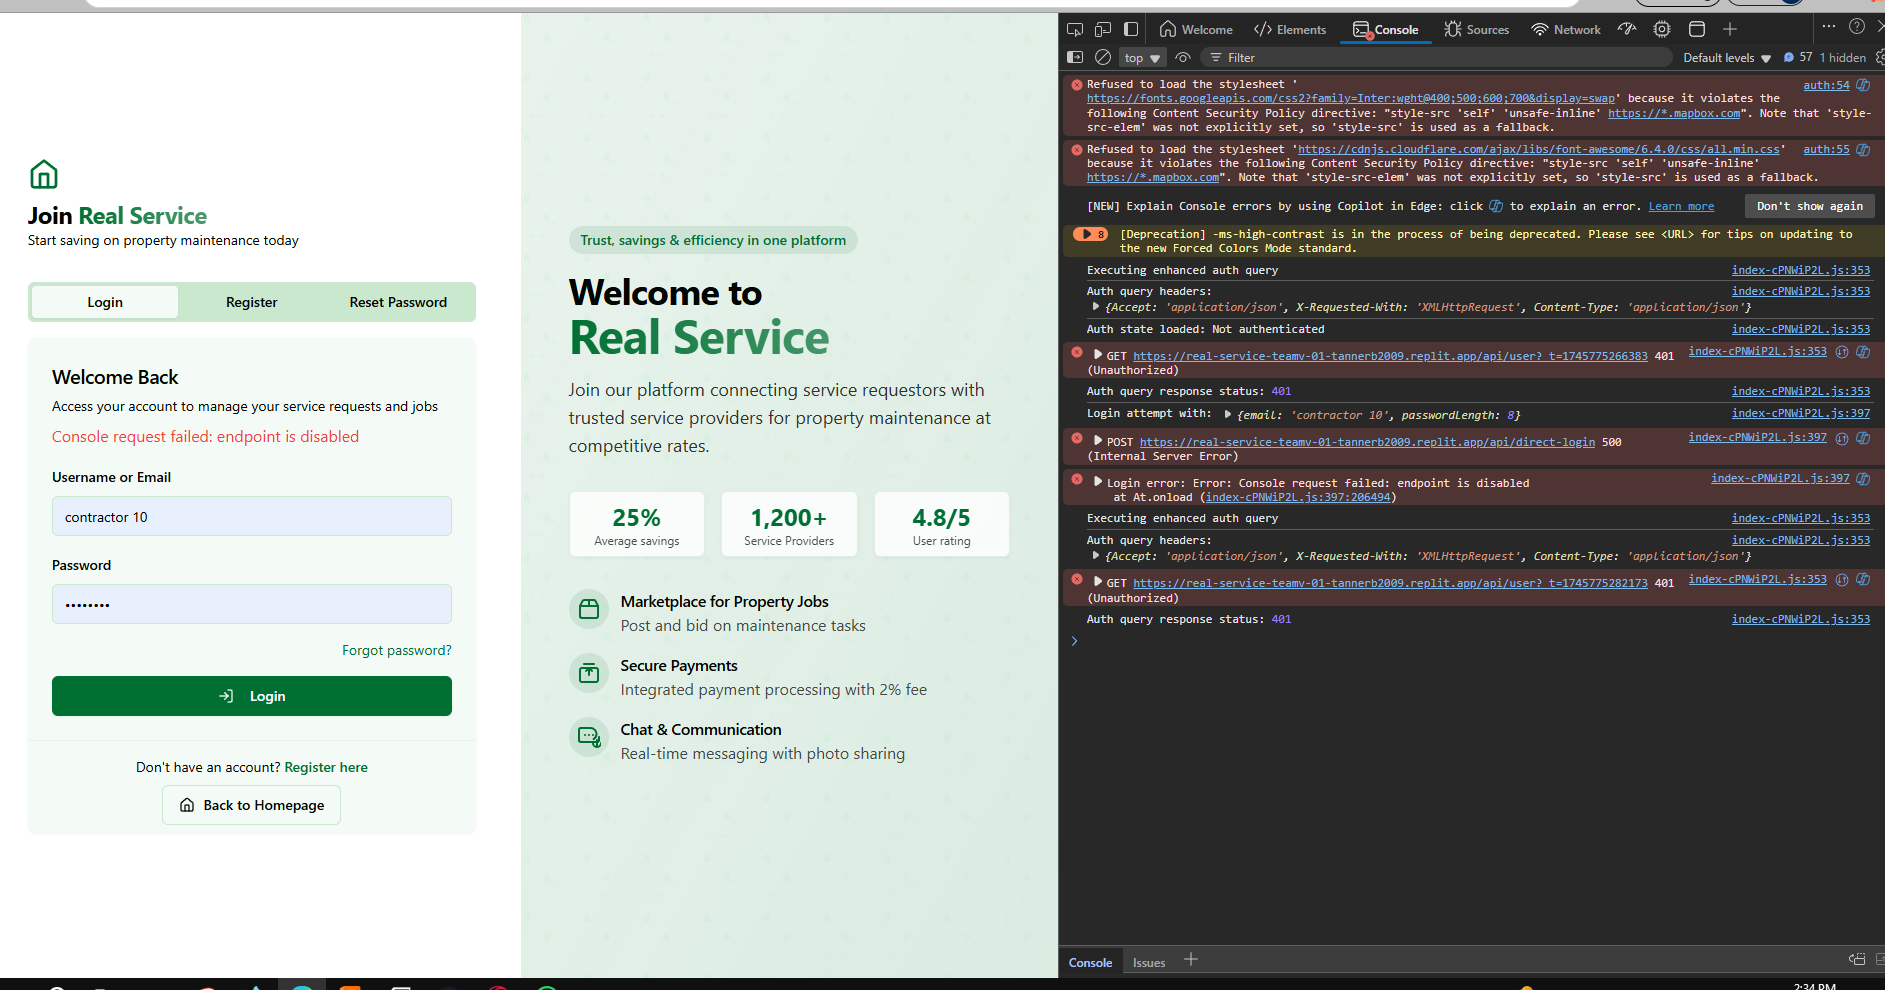 Join Real Service
Start saving on property maintenance today
Login
Register
Reset Password
Welcome Back
Access your account to manage your service requests and jobs
Console request failed: endpoint is disabled
Username or Email
contractor 10
Password
••••••••
Forgot password?
Login
Don't have an account? Register here
Back to Homepage
Trust, savings & efficiency in one platform
Welcome to
Real Service
Join our platform connecting service requestors with
trusted service providers for property maintenance at
competitive rates.
25%
Average savings
1,200+
Service Providers
4.8/5
User rating
Marketplace for Property Jobs
Post and bid on maintenance tasks
Secure Payments
Integrated payment processing with 2% fee
Chat & Communication
Real-time messaging with photo sharing
Welcome
Elements
Console
Sources
Network
top
Filter
Default levels
57
1 hidden
Refused to load the stylesheet ' auth:54
https://fonts.googleapis.com/css2?family=Inter:wght@400;500;600;700&display=swap' because it violates the
following Content Security Policy directive: "style-src 'self' 'unsafe-inline' https://*.mapbox.com". Note that 'style-
src-elem' was not explicitly set, so 'style-src' is used as a fallback.
Refused to load the stylesheet 'https://cdnjs.cloudflare.com/ajax/libs/font-awesome/6.4.0/css/all.min.css' auth:55
because it violates the following Content Security Policy directive: "style-src 'self' 'unsafe-inline'
https://*.mapbox.com". Note that 'style-src-elem' was not explicitly set, so 'style-src' is used as a fallback.
[NEW] Explain Console errors by using Copilot in Edge: click to explain an error. Learn more Don't show again
8 [Deprecation] -ms-high-contrast is in the process of being deprecated. Please see <URL> for tips on updating to
the new Forced Colors Mode standard.
Executing enhanced auth query index-cPNWiP2L.js:353
Auth query headers: index-cPNWiP2L.js:353
{Accept: 'application/json', X-Requested-With: 'XMLHttpRequest', Content-Type: 'application/json'}
Auth state loaded: Not authenticated index-cPNWiP2L.js:353
GET https://real-service-teamv-01-tannerb2009.replit.app/api/user?_t=1745775266383 401 index-cPNWiP2L.js:353
(Unauthorized)
Auth query response status: 401 index-cPNWiP2L.js:353
Login attempt with: {email: 'contractor 10', passwordLength: 8} index-cPNWiP2L.js:397
POST https://real-service-teamv-01-tannerb2009.replit.app/api/direct-login 500 index-cPNWiP2L.js:397
(Internal Server Error)
Login error: Error: Console request failed: endpoint is disabled index-cPNWiP2L.js:397
at At.onload (index-cPNWiP2L.js:397:206494)
Executing enhanced auth query index-cPNWiP2L.js:353
Auth query headers: index-cPNWiP2L.js:353
{Accept: 'application/json', X-Requested-With: 'XMLHttpRequest', Content-Type: 'application/json'}
GET https://real-service-teamv-01-tannerb2009.replit.app/api/user?_t=1745775282173 401 index-cPNWiP2L.js:353
(Unauthorized)
Auth query response status: 401 index-cPNWiP2L.js:353
Console
Issues
2:34 PM